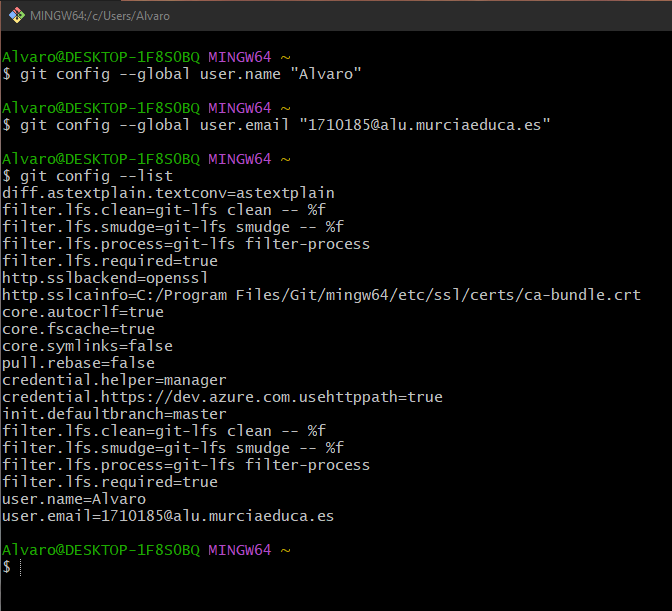 MINGW64:/c/Users/Alvaro
Alvaro@DESKTOP-1F8SOBQ MINGW64 ~
$ git config --global user.name "Alvaro"
Alvaro@DESKTOP-1F8SOBQ MINGW64 ~
$ git config --global user.email "1710185@alu.murciaeduca.es"
Alvaro@DESKTOP-1F8SOBQ MINGW64 ~
$ git config --list
diff.astextplain.textconv=astextplain
filter.lfs.clean=git-lfs clean -- %f
filter.lfs.smudge=git-lfs smudge -- %f
filter.lfs.process=git-lfs filter-process
filter.lfs.required=true
http.sslbackend=openssl
http.sslcainfo=C:/Program Files/Git/mingw64/etc/ssl/certs/ca-bundle.crt
core.autocrlf=true
core.fscache=true
core.symlinks=false
pull.rebase=false
credential.helper=manager
credential.https://dev.azure.com.usehttppath=true
init.defaultbranch=master
filter.lfs.clean=git-lfs clean -- %f
filter.lfs.smudge=git-lfs smudge -- %f
filter.lfs.process=git-lfs filter-process
filter.lfs.required=true
user.name=Alvaro
user.email=1710185@alu.murciaeduca.es
Alvaro@DESKTOP-1F8SOBQ MINGW64 ~
$